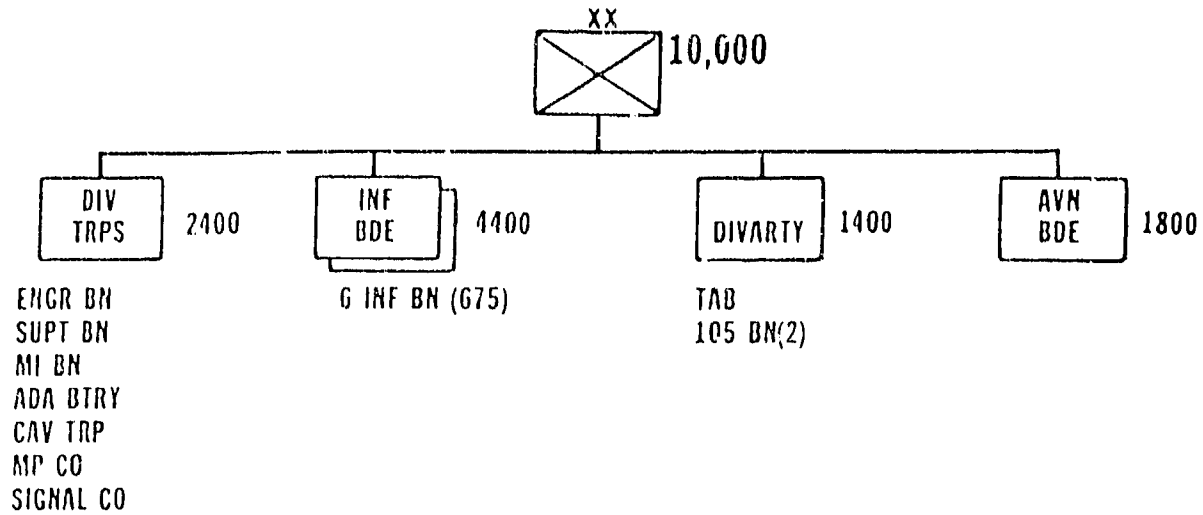 XX
10,000
DIV
TRPS
2400
INF
BDE
4400
DIVARTY
1400
AVN
BDE
1800
ENGR BN
SUPT BN
MI BN
ADA BTRY
CAV TRP
MP CO
SIGNAL CO
6 INF BN (675)
TAB
105 BN(2)